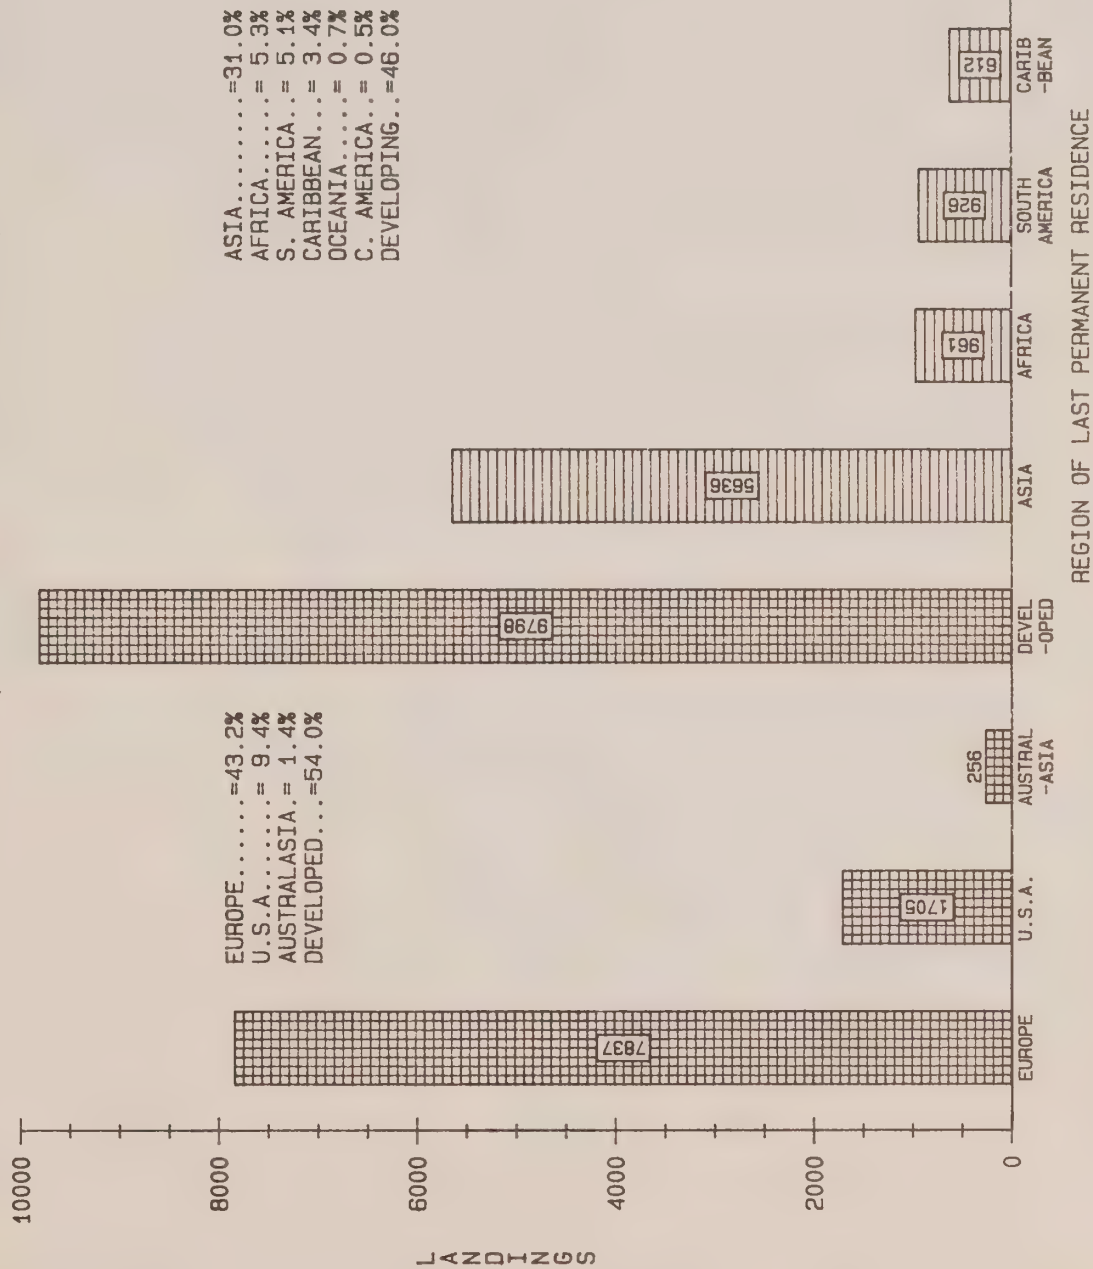 10000
8000
6000
4000
2000
0
LANDINGS
EUROPE......=43.2%
U.S.A.......= 9.4%
AUSTRALASIA.= 1.4%
DEVELOPED...=54.0%
ASIA........=31.0%
AFRICA......= 5.3%
S. AMERICA..= 5.1%
CARIBBEAN...= 3.4%
OCEANIA.....= 0.7%
C. AMERICA..= 0.5%
DEVELOPING..=46.0%
7837
1705
256
9798
5636
961
926
612
EUROPE
U.S.A.
AUSTRAL
-ASIA
DEVEL
-OPED
ASIA
AFRICA
SOUTH
AMERICA
CARIB
-BEAN
REGION OF LAST PERMANENT RESIDENCE